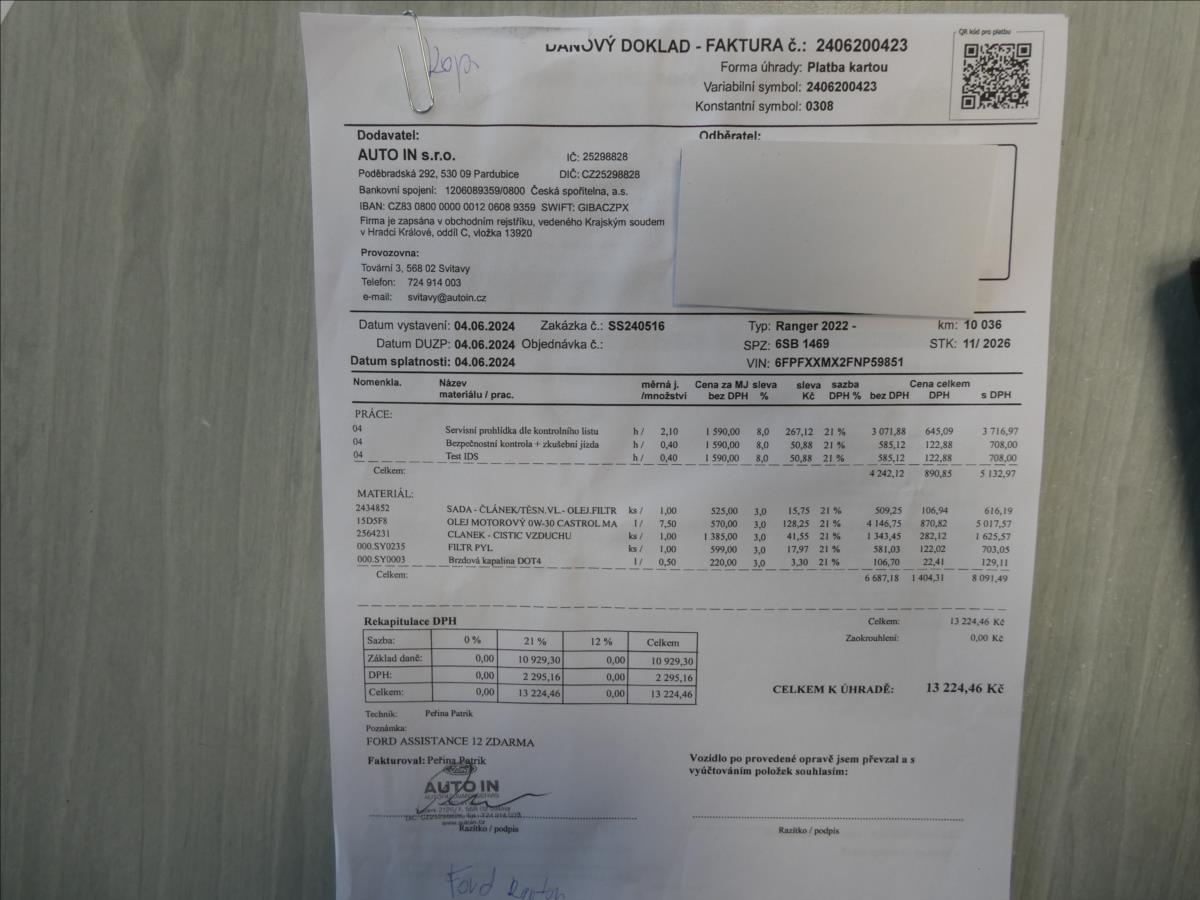 DAŇOVÝ DOKLAD - FAKTURA č.: 2406200423
Forma úhrady: Platba kartou
Variabilní symbol: 2406200423
Konstantní symbol: 0308
QR kód pro platbu
Kopi
Dodavatel:
AUTO IN s.r.o. IČ: 25298828
Poděbradská 292, 530 09 Pardubice DIČ: CZ25298828
Bankovní spojení: 1206089359/0800 Česká spořitelna, a.s.
IBAN: CZ83 0800 0000 0012 0608 9359 SWIFT: GIBACZPX
Firma je zapsána v obchodním rejstříku, vedeného Krajským soudem
v Hradci Králové, oddíl C, vložka 13920
Provozovna:
Tovární 3, 568 02 Svitavy
Telefon: 724 914 003
e-mail: svitavy@autoin.cz
Odběratel:
Datum vystavení: 04.06.2024 Zakázka č.: SS240516 Typ: Ranger 2022 - km: 10 036
Datum DUZP: 04.06.2024 Objednávka č.: SPZ: 6SB 1469 STK: 11/ 2026
Datum splatnosti: 04.06.2024 VIN: 6FPFXXMX2FNP59851
Nomenkla. Název měrná j. Cena za MJ sleva sleva sazba Cena celkem
materiálu / prac. /množství bez DPH % Kč DPH % bez DPH DPH s DPH
PRÁCE:
04 Servisní prohlídka dle kontrolního listu h / 2,10 1 590,00 8,0 267,12 21 % 3 071,88 645,09 3 716,97
04 Bezpečnostní kontrola + zkušební jízda h / 0,40 1 590,00 8,0 50,88 21 % 585,12 122,88 708,00
04 Test IDS h / 0,40 1 590,00 8,0 50,88 21 % 585,12 122,88 708,00
Celkem: 4 242,12 890,85 5 132,97
MATERIÁL:
2434852 SADA - ČLÁNEK/TĚSN.VL.- OLEJ.FILTR ks / 1,00 525,00 3,0 15,75 21 % 509,25 106,94 616,19
15D5F8 OLEJ MOTOROVÝ 0W-30 CASTROL MA l / 7,50 570,00 3,0 128,25 21 % 4 146,75 870,82 5 017,57
2564231 CLANEK - CISTIC VZDUCHU ks / 1,00 1 385,00 3,0 41,55 21 % 1 343,45 282,12 1 625,57
000.SY0235 FILTR PYL ks / 1,00 599,00 3,0 17,97 21 % 581,03 122,02 703,05
000.SY0003 Brzdová kapalina DOT4 l / 0,50 220,00 3,0 3,30 21 % 106,70 22,41 129,11
Celkem: 6 687,18 1 404,31 8 091,49
Celkem: 13 224,46 Kč
Zaokrouhlení: 0,00 Kč
CELKEM K ÚHRADĚ: 13 224,46 Kč
Rekapitulace DPH
Sazba: 0 % 21 % 12 % Celkem
Základ daně: 0,00 10 929,30 0,00 10 929,30
DPH: 0,00 2 295,16 0,00 2 295,16
Celkem: 0,00 13 224,46 0,00 13 224,46
Technik: Peřina Patrik
Poznámka:
FORD ASSISTANCE 12 ZDARMA
Fakturoval: Peřina Patrik
AUTO IN
www.autoin.cz
Razítko / podpis
Vozidlo po provedené opravě jsem převzal a s
vyúčtováním položek souhlasím:
Razítko / podpis
Ford